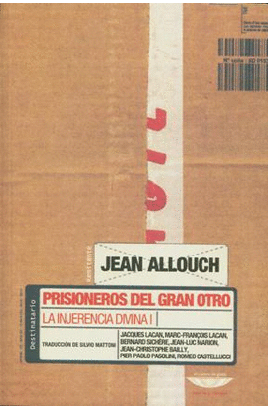 Remitente
JEAN ALLOUCH
Destinatario
PRISIONEROS DEL GRAN OTRO
LA INJERENCIA DIVINA I
TRADUCCIÓN DE SILVIO MATTONI
JACQUES LACAN, MARC-FRANÇOIS LACAN,
BERNARD SICHÈRE, JEAN-LUC MARION,
JEAN-CHRISTOPHE BAILLY,
PIER PAOLO PASOLINI, ROMEO CASTELLUCCI